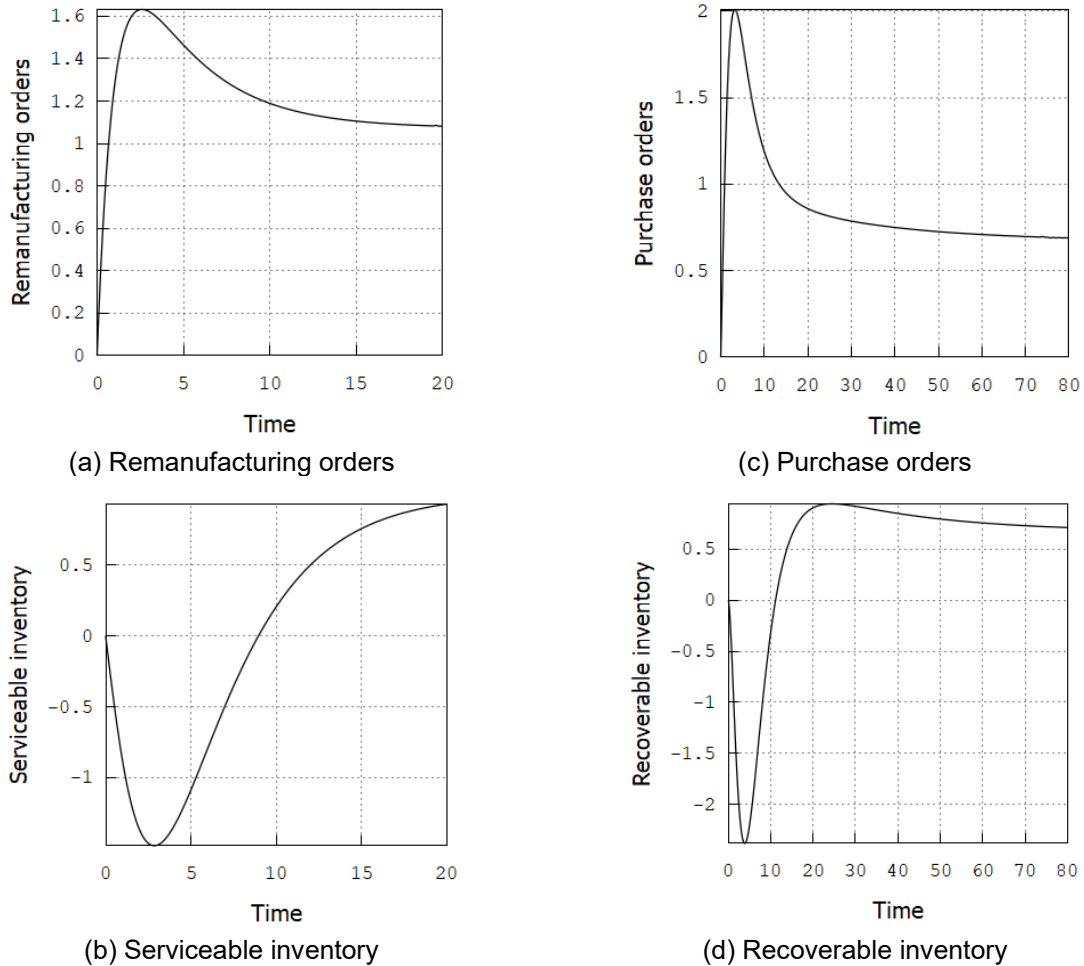 Remanufacturing orders
1.6
1.4
1.2
1
0.8
0.6
0.4
0.2
0
0 5 10 15 20
Time
(a) Remanufacturing orders
Purchase orders
2
1.5
1
0.5
0
0 10 20 30 40 50 60 70 80
Time
(c) Purchase orders
Serviceable inventory
0.5
0
-0.5
-1
0 5 10 15 20
Time
(b) Serviceable inventory
Recoverable inventory
0.5
0
-0.5
-1
-1.5
-2
0 10 20 30 40 50 60 70 80
Time
(d) Recoverable inventory